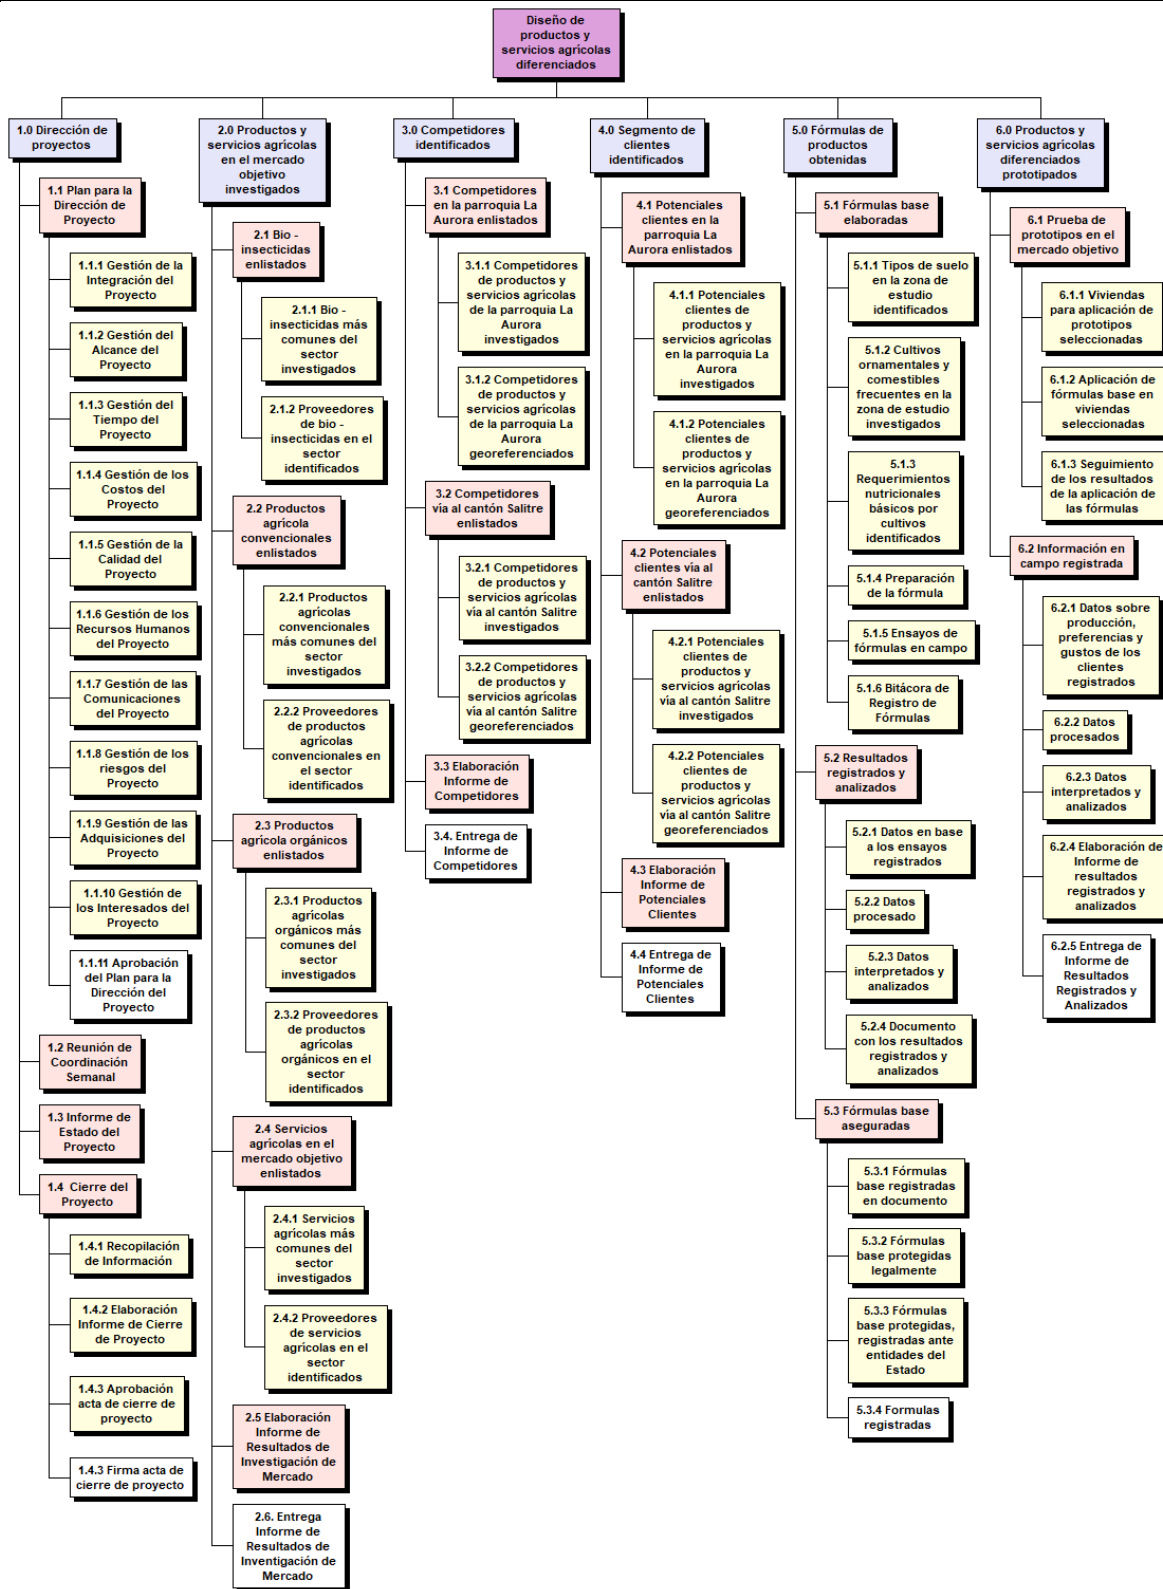 Diseño de
productos y
servicios agrícolas
diferenciados
1.0 Dirección de
proyectos
1.1 Plan para la
Dirección de
Proyecto
1.1.1 Gestión de la
Integración del
Proyecto
1.1.2 Gestión del
Alcance del
Proyecto
1.1.3 Gestión del
Tiempo del
Proyecto
1.1.4 Gestión de los
Costos del
Proyecto
1.1.5 Gestión de la
Calidad del
Proyecto
1.1.6 Gestión de los
Recursos Humanos
del Proyecto
1.1.7 Gestión de las
Comunicaciones
del Proyecto
1.1.8 Gestión de los
riesgos del
Proyecto
1.1.9 Gestión de las
Adquisiciones del
Proyecto
1.1.10 Gestión de
los Interesados del
Proyecto
1.1.11 Aprobación
del Plan para la
Dirección del
Proyecto
1.2 Reunión de
Coordinación
Semanal
1.3 Informe de
Estado del
Proyecto
1.4 Cierre del
Proyecto
1.4.1 Recopilación
de Información
1.4.2 Elaboración
Informe de Cierre
de Proyecto
1.4.3 Aprobación
acta de cierre de
proyecto
1.4.3 Firma acta de
cierre de proyecto
2.0 Productos y
servicios agrícolas
en el mercado
objetivo
investigados
2.1 Bio -
insecticidas
enlistados
2.1.1 Bio -
insecticidas más
comunes del
sector
investigados
2.1.2 Proveedores
de bio -
insecticidas en el
sector
identificados
2.2 Productos
agrícola
convencionales
enlistados
2.2.1 Productos
agrícolas
convencionales
más comunes del
sector
investigados
2.2.2 Proveedores
de productos
agrícolas
convencionales en
el sector
identificados
2.3 Productos
agrícola orgánicos
enlistados
2.3.1 Productos
agrícolas
orgánicos más
comunes del
sector
investigados
2.3.2 Proveedores
de productos
agrícolas
orgánicos en el
sector
identificados
2.4 Servicios
agrícolas en el
mercado objetivo
enlistados
2.4.1 Servicios
agrícolas más
comunes del
sector
investigados
2.4.2 Proveedores
de servicios
agrícolas en el
sector
identificados
2.5 Elaboración
Informe de
Resultados de
Investigación de
Mercado
2.6. Entrega
Informe de
Resultados de
Inventigación de
Mercado
3.0 Competidores
identificados
3.1 Competidores
en la parroquia La
Aurora enlistados
3.1.1 Competidores
de productos y
servicios agrícolas
de la parroquia La
Aurora
investigados
3.1.2 Competidores
de productos y
servicios agrícolas
de la parroquia La
Aurora
georeferenciados
3.2 Competidores
vía al cantón Salitre
enlistados
3.2.1 Competidores
de productos y
servicios agrícolas
vía al cantón Salitre
investigados
3.2.2 Competidores
de productos y
servicios agrícolas
vía al cantón Salitre
georeferenciados
3.3 Elaboración
Informe de
Competidores
3.4. Entrega de
Informe de
Competidores
4.0 Segmento de
clientes
identificados
4.1 Potenciales
clientes en la
parroquia La
Aurora enlistados
4.1.1 Potenciales
clientes de
productos y
servicios agrícolas
en la parroquia La
Aurora
investigados
4.1.2 Potenciales
clientes de
productos y
servicios agrícolas
en la parroquia La
Aurora
georeferenciados
4.2 Potenciales
clientes vía al
cantón Salitre
enlistados
4.2.1 Potenciales
clientes de
productos y
servicios agrícolas
vía al cantón Salitre
investigados
4.2.2 Potenciales
clientes de
productos y
servicios agrícolas
vía al cantón Salitre
georeferenciados
4.3 Elaboración
Informe de
Potenciales
Clientes
4.4 Entrega de
Informe de
Potenciales
Clientes
5.0 Fórmulas de
productos
obtenidas
5.1 Fórmulas base
elaboradas
5.1.1 Tipos de suelo
en la zona de
estudio
identificados
5.1.2 Cultivos
ornamentales y
comestibles
frecuentes en la
zona de estudio
investigados
5.1.3
Requerimientos
nutricionales
básicos por
cultivos
identificados
5.1.4 Preparación
de la fórmula
5.1.5 Ensayos de
fórmulas en campo
5.1.6 Bitácora de
Registro de
Fórmulas
5.2 Resultados
registrados y
analizados
5.2.1 Datos en base
a los ensayos
registrados
5.2.2 Datos
procesado
5.2.3 Datos
interpretados y
analizados
5.2.4 Documento
con los resultados
registrados y
analizados
5.3 Fórmulas base
aseguradas
5.3.1 Fórmulas
base registradas
en documento
5.3.2 Fórmulas
base protegidas
legalmente
5.3.3 Fórmulas
base protegidas,
registradas ante
entidades del
Estado
5.3.4 Formulas
registradas
6.0 Productos y
servicios agrícolas
diferenciados
prototipados
6.1 Prueba de
prototipos en el
mercado objetivo
6.1.1 Viviendas
para aplicación de
prototipos
seleccionadas
6.1.2 Aplicación de
fórmulas base en
viviendas
seleccionadas
6.1.3 Seguimiento
de los resultados
de la aplicación de
las fórmulas
6.2 Información en
campo registrada
6.2.1 Datos sobre
producción,
preferencias y
gustos de los
clientes
registrados
6.2.2 Datos
procesados
6.2.3 Datos
interpretados y
analizados
6.2.4 Elaboración de
Informe de
resultados
registrados y
analizados
6.2.5 Entrega de
Informe de
Resultados
Registrados y
Analizados